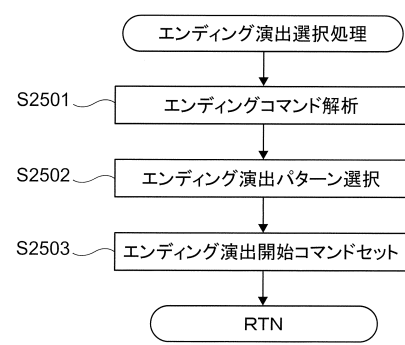 エンディング演出選択処理
S2501 エンディングコマンド解析
S2502 エンディング演出パターン選択
S2503 エンディング演出開始コマンドセット
RTN